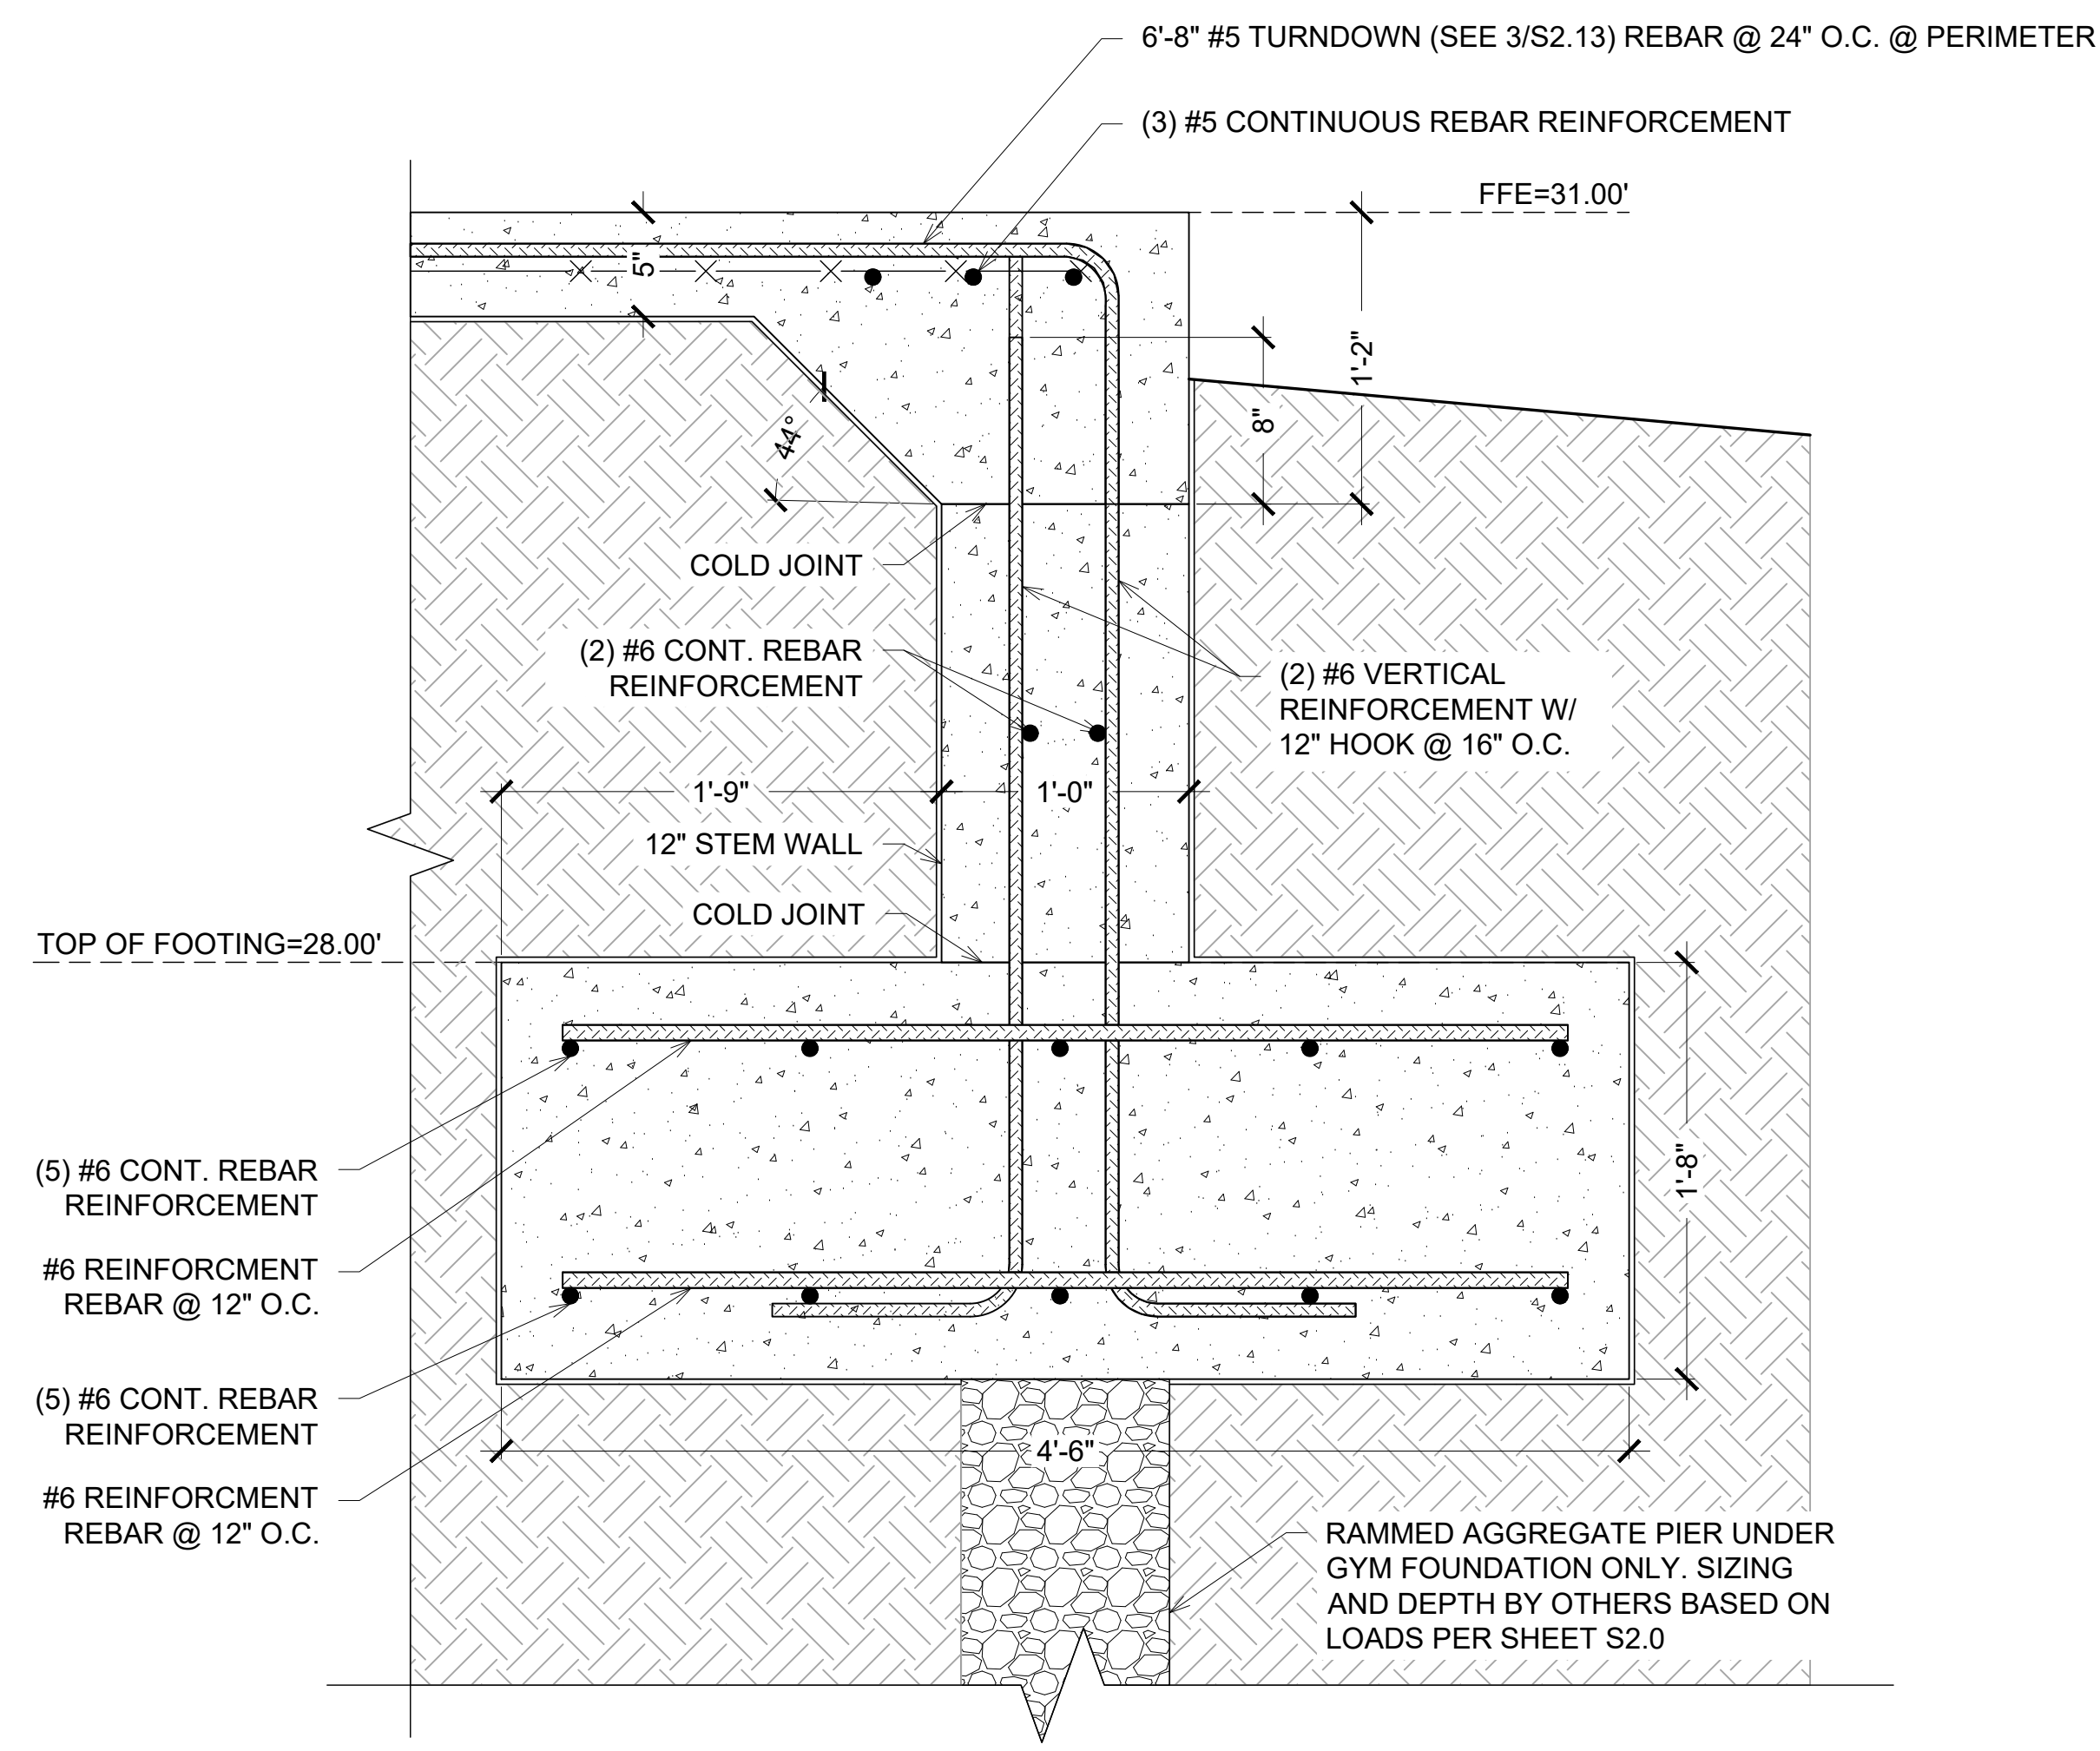 6'-8" #5 TURNDOWN (SEE 3/S2.13) REBAR @ 24" O.C. @ PERIMETER
(3) #5 CONTINUOUS REBAR REINFORCEMENT
FFE=31.00'
5"
1'-2"
8"
44°
COLD JOINT
(2) #6 CONT. REBAR
REINFORCEMENT
(2) #6 VERTICAL
REINFORCEMENT W/
12" HOOK @ 16" O.C.
1'-9"
1'-0"
12" STEM WALL
COLD JOINT
TOP OF FOOTING=28.00'
(5) #6 CONT. REBAR
REINFORCEMENT
#6 REINFORCMENT
REBAR @ 12" O.C.
(5) #6 CONT. REBAR
REINFORCEMENT
#6 REINFORCMENT
REBAR @ 12" O.C.
1'-8"
4'-6"
RAMMED AGGREGATE PIER UNDER
GYM FOUNDATION ONLY. SIZING
AND DEPTH BY OTHERS BASED ON
LOADS PER SHEET S2.0